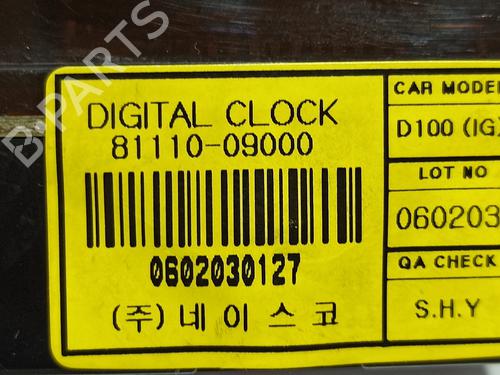 DIGITAL CLOCK
81110-09000
0602030127
(주) 네 이 스 코
CAR MODEL
D100 (IG)
LOT NO
060203
QA CHECK
S.H.Y
B-PARTS